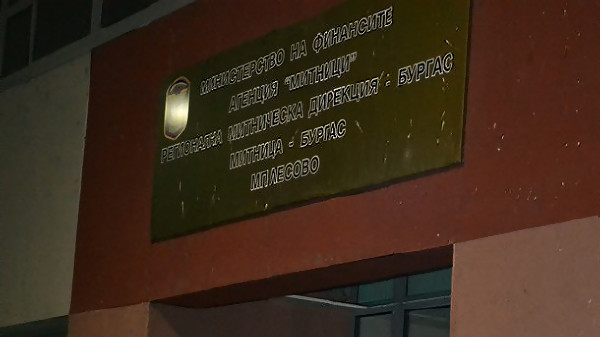 МИНИСТЕРСТВО НА ФИНАНСИТЕ
АГЕНЦИЯ "МИТНИЦИ"
РЕГИОНАЛНА МИТНИЧЕСКА ДИРЕКЦИЯ - БУРГАС
МИТНИЦА - БУРГАС
МП ЛЕСОВО